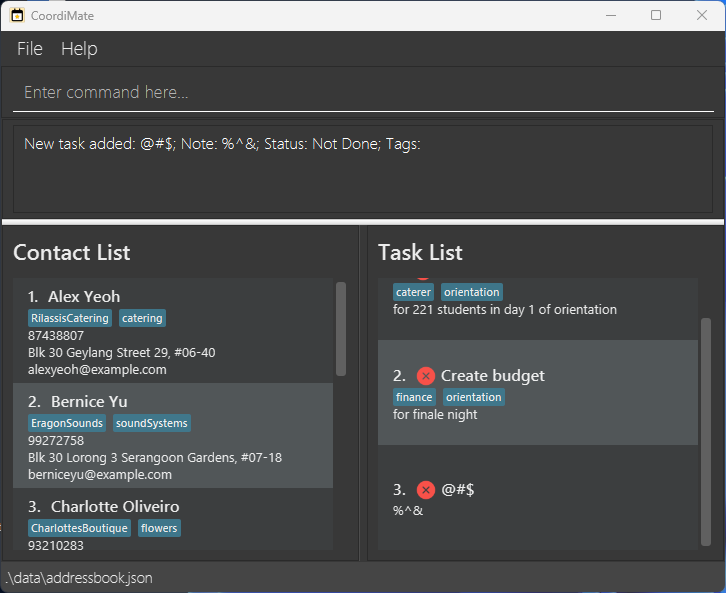 CoordiMate
File Help
Enter command here...
New task added: @#$; Note: %^&; Status: Not Done; Tags:
Contact List
1. Alex Yeoh
RilassisCatering catering
87438807
Blk 30 Geylang Street 29, #06-40
alexyeoh@example.com
2. Bernice Yu
EragonSounds soundSystems
99272758
Blk 30 Lorong 3 Serangoon Gardens, #07-18
berniceyu@example.com
3. Charlotte Oliveiro
CharlottesBoutique flowers
93210283
Task List
caterer orientation
for 221 students in day 1 of orientation
2. Create budget
finance orientation
for finale night
3. @#$
%^&
.\data\addressbook.json